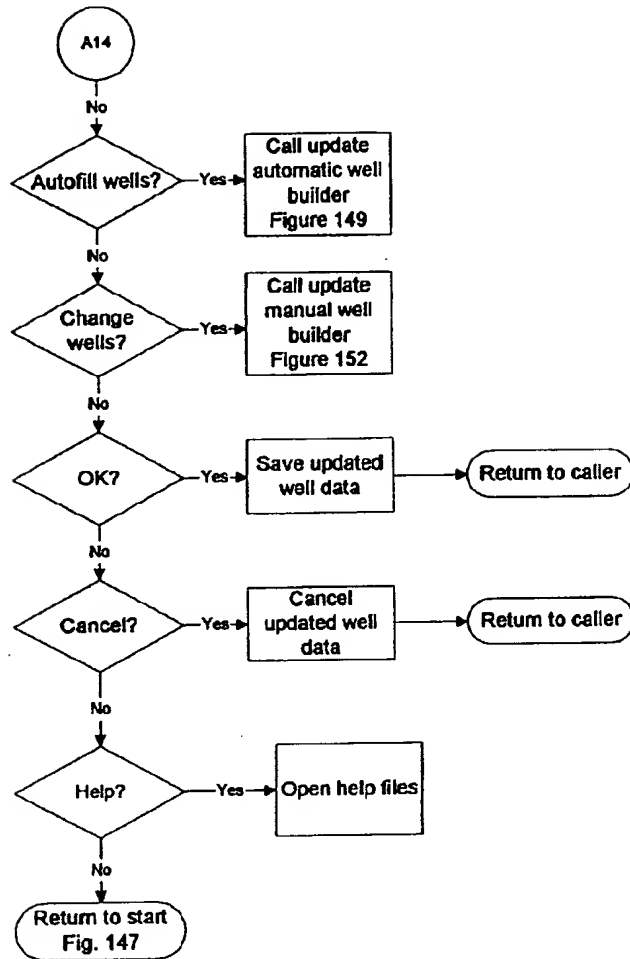 A14
No
Autofill wells?
Yes
Call update
automatic well
builder
Figure 149
No
Change
wells?
Yes
Call update
manual well
builder
Figure 152
No
OK?
Yes
Save updated
well data
Return to caller
No
Cancel?
Yes
Cancel
updated well
data
Return to caller
No
Help?
Yes
Open help files
No
Return to start
Fig. 147